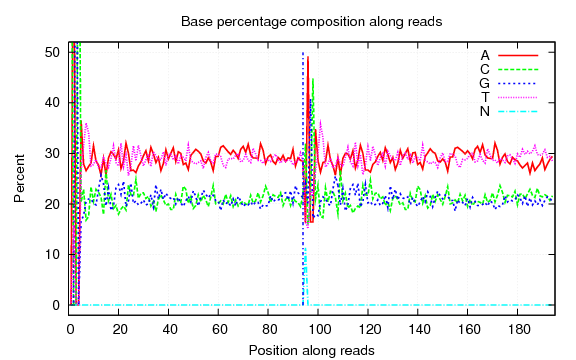 Base percentage composition along reads
50
40
30
20
10
0
Percent
A
C
G
T
N
0 20 40 60 80 100 120 140 160 180
Position along reads